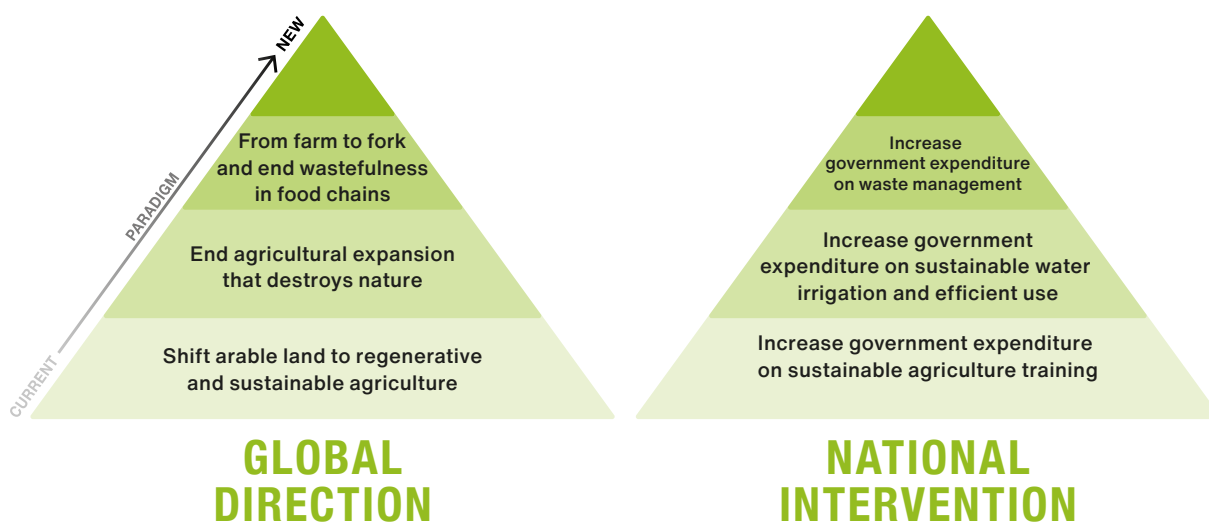 NEW
PARADIGM
CURRENT
From farm to fork
and end wastefulness
in food chains
End agricultural expansion
that destroys nature
Shift arable land to regenerative
and sustainable agriculture
GLOBAL
DIRECTION
Increase
government expenditure
on waste management
Increase government
expenditure on sustainable water
irrigation and efficient use
Increase government expenditure
on sustainable agriculture training
NATIONAL
INTERVENTION